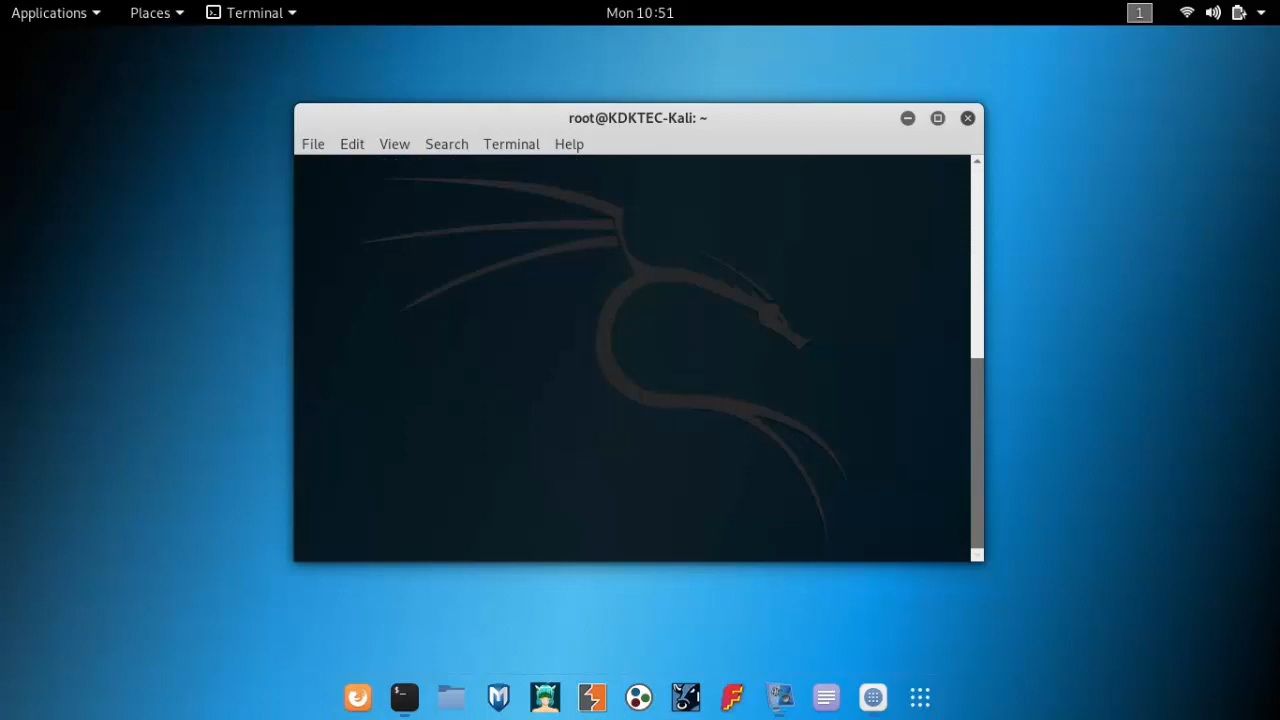 Applications Places Terminal Mon 10:51 1
root@KDKTEC-Kali: ~
File Edit View Search Terminal Help